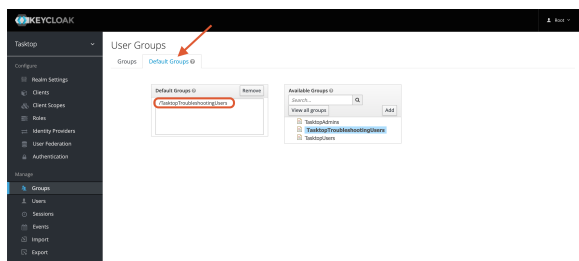 KEYCLOAK
Root
Tasktop
Configure
Realm Settings
Clients
Client Scopes
Roles
Identity Providers
User Federation
Authentication
Manage
Groups
Users
Sessions
Events
Import
Export
User Groups
Groups
Default Groups
Default Groups
Remove
/TasktopTroubleshootingUsers
Available Groups
Search...
View all groups
Add
TasktopAdmins
TasktopTroubleshootingUsers
TasktopUsers